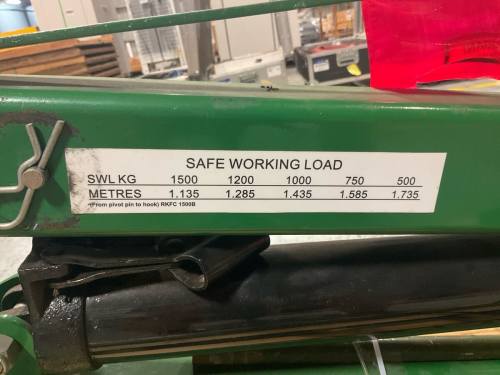 SAFE WORKING LOAD
SWL KG 1500 1200 1000 750 500
METRES 1.135 1.285 1.435 1.585 1.735
*(From pivot pin to hook) RKFC 1500B